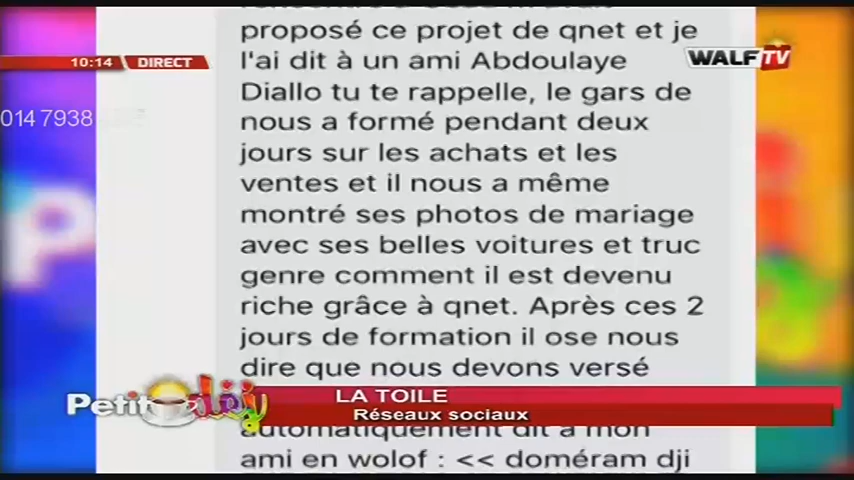 proposé ce projet de qnet et je
l'ai dit à un ami Abdoulaye
Diallo tu te rappelle, le gars de
nous a formé pendant deux
jours sur les achats et les
ventes et il nous a même
montré ses photos de mariage
avec ses belles voitures et truc
genre comment il est devenu
riche grâce à qnet. Après ces 2
jours de formation il ose nous
dire que nous devons versé
automatiquement dit à mon
ami en wolof : << doméram dji
10:14 DIRECT
WALF TV
014 7938
Petit déj
LA TOILE
Réseaux sociaux